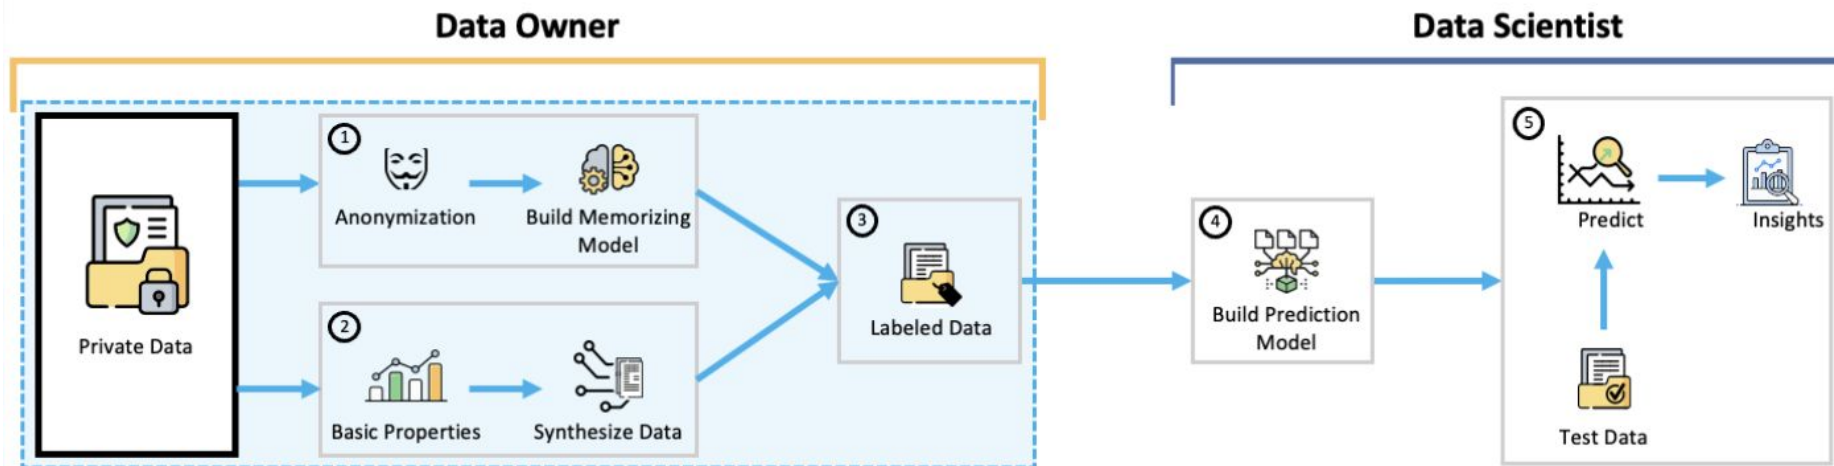 Data Owner
Data Scientist
Private Data
1
Anonymization
Build Memorizing
Model
2
Basic Properties
Synthesize Data
3
Labeled Data
4
Build Prediction
Model
5
Predict
Insights
Test Data